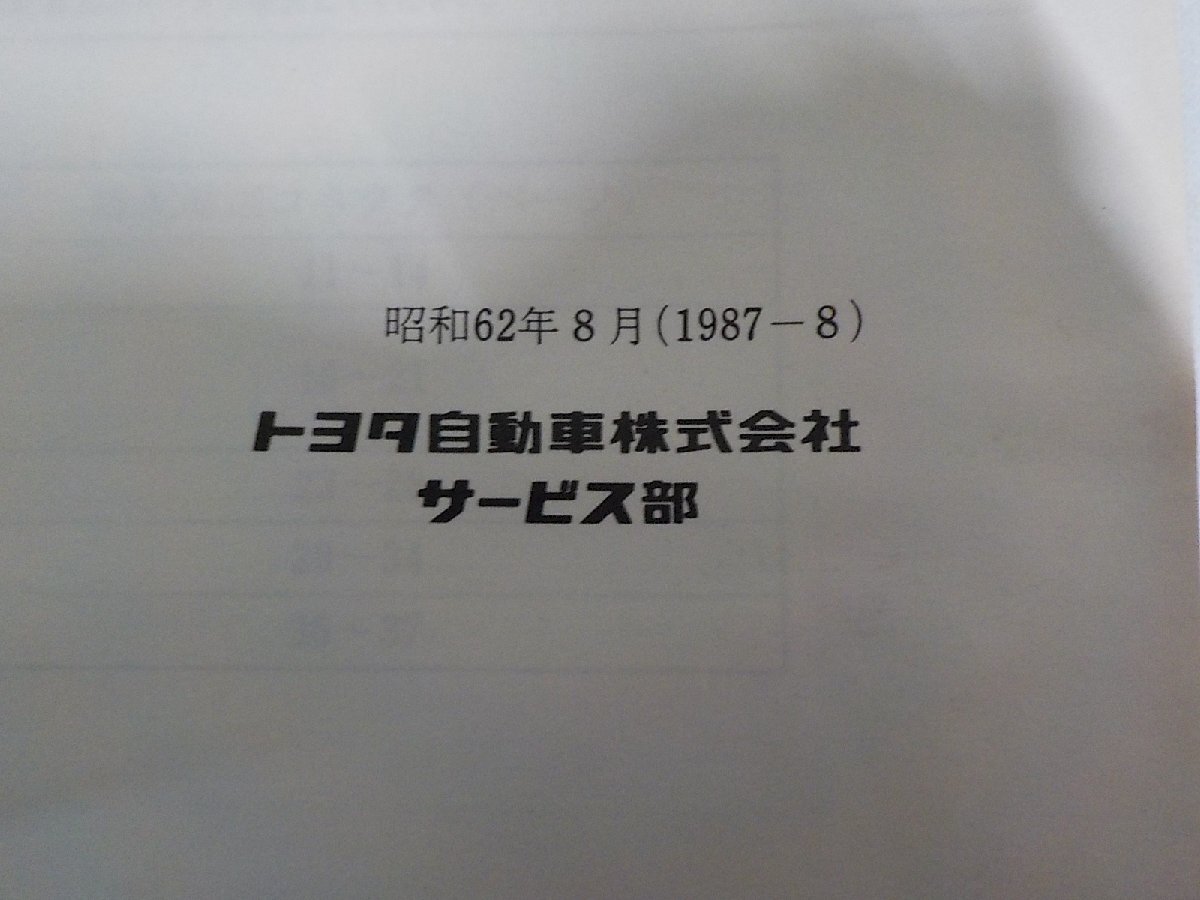 昭和62年8月(1987－8)
トヨタ自動車株式会社
サービス部